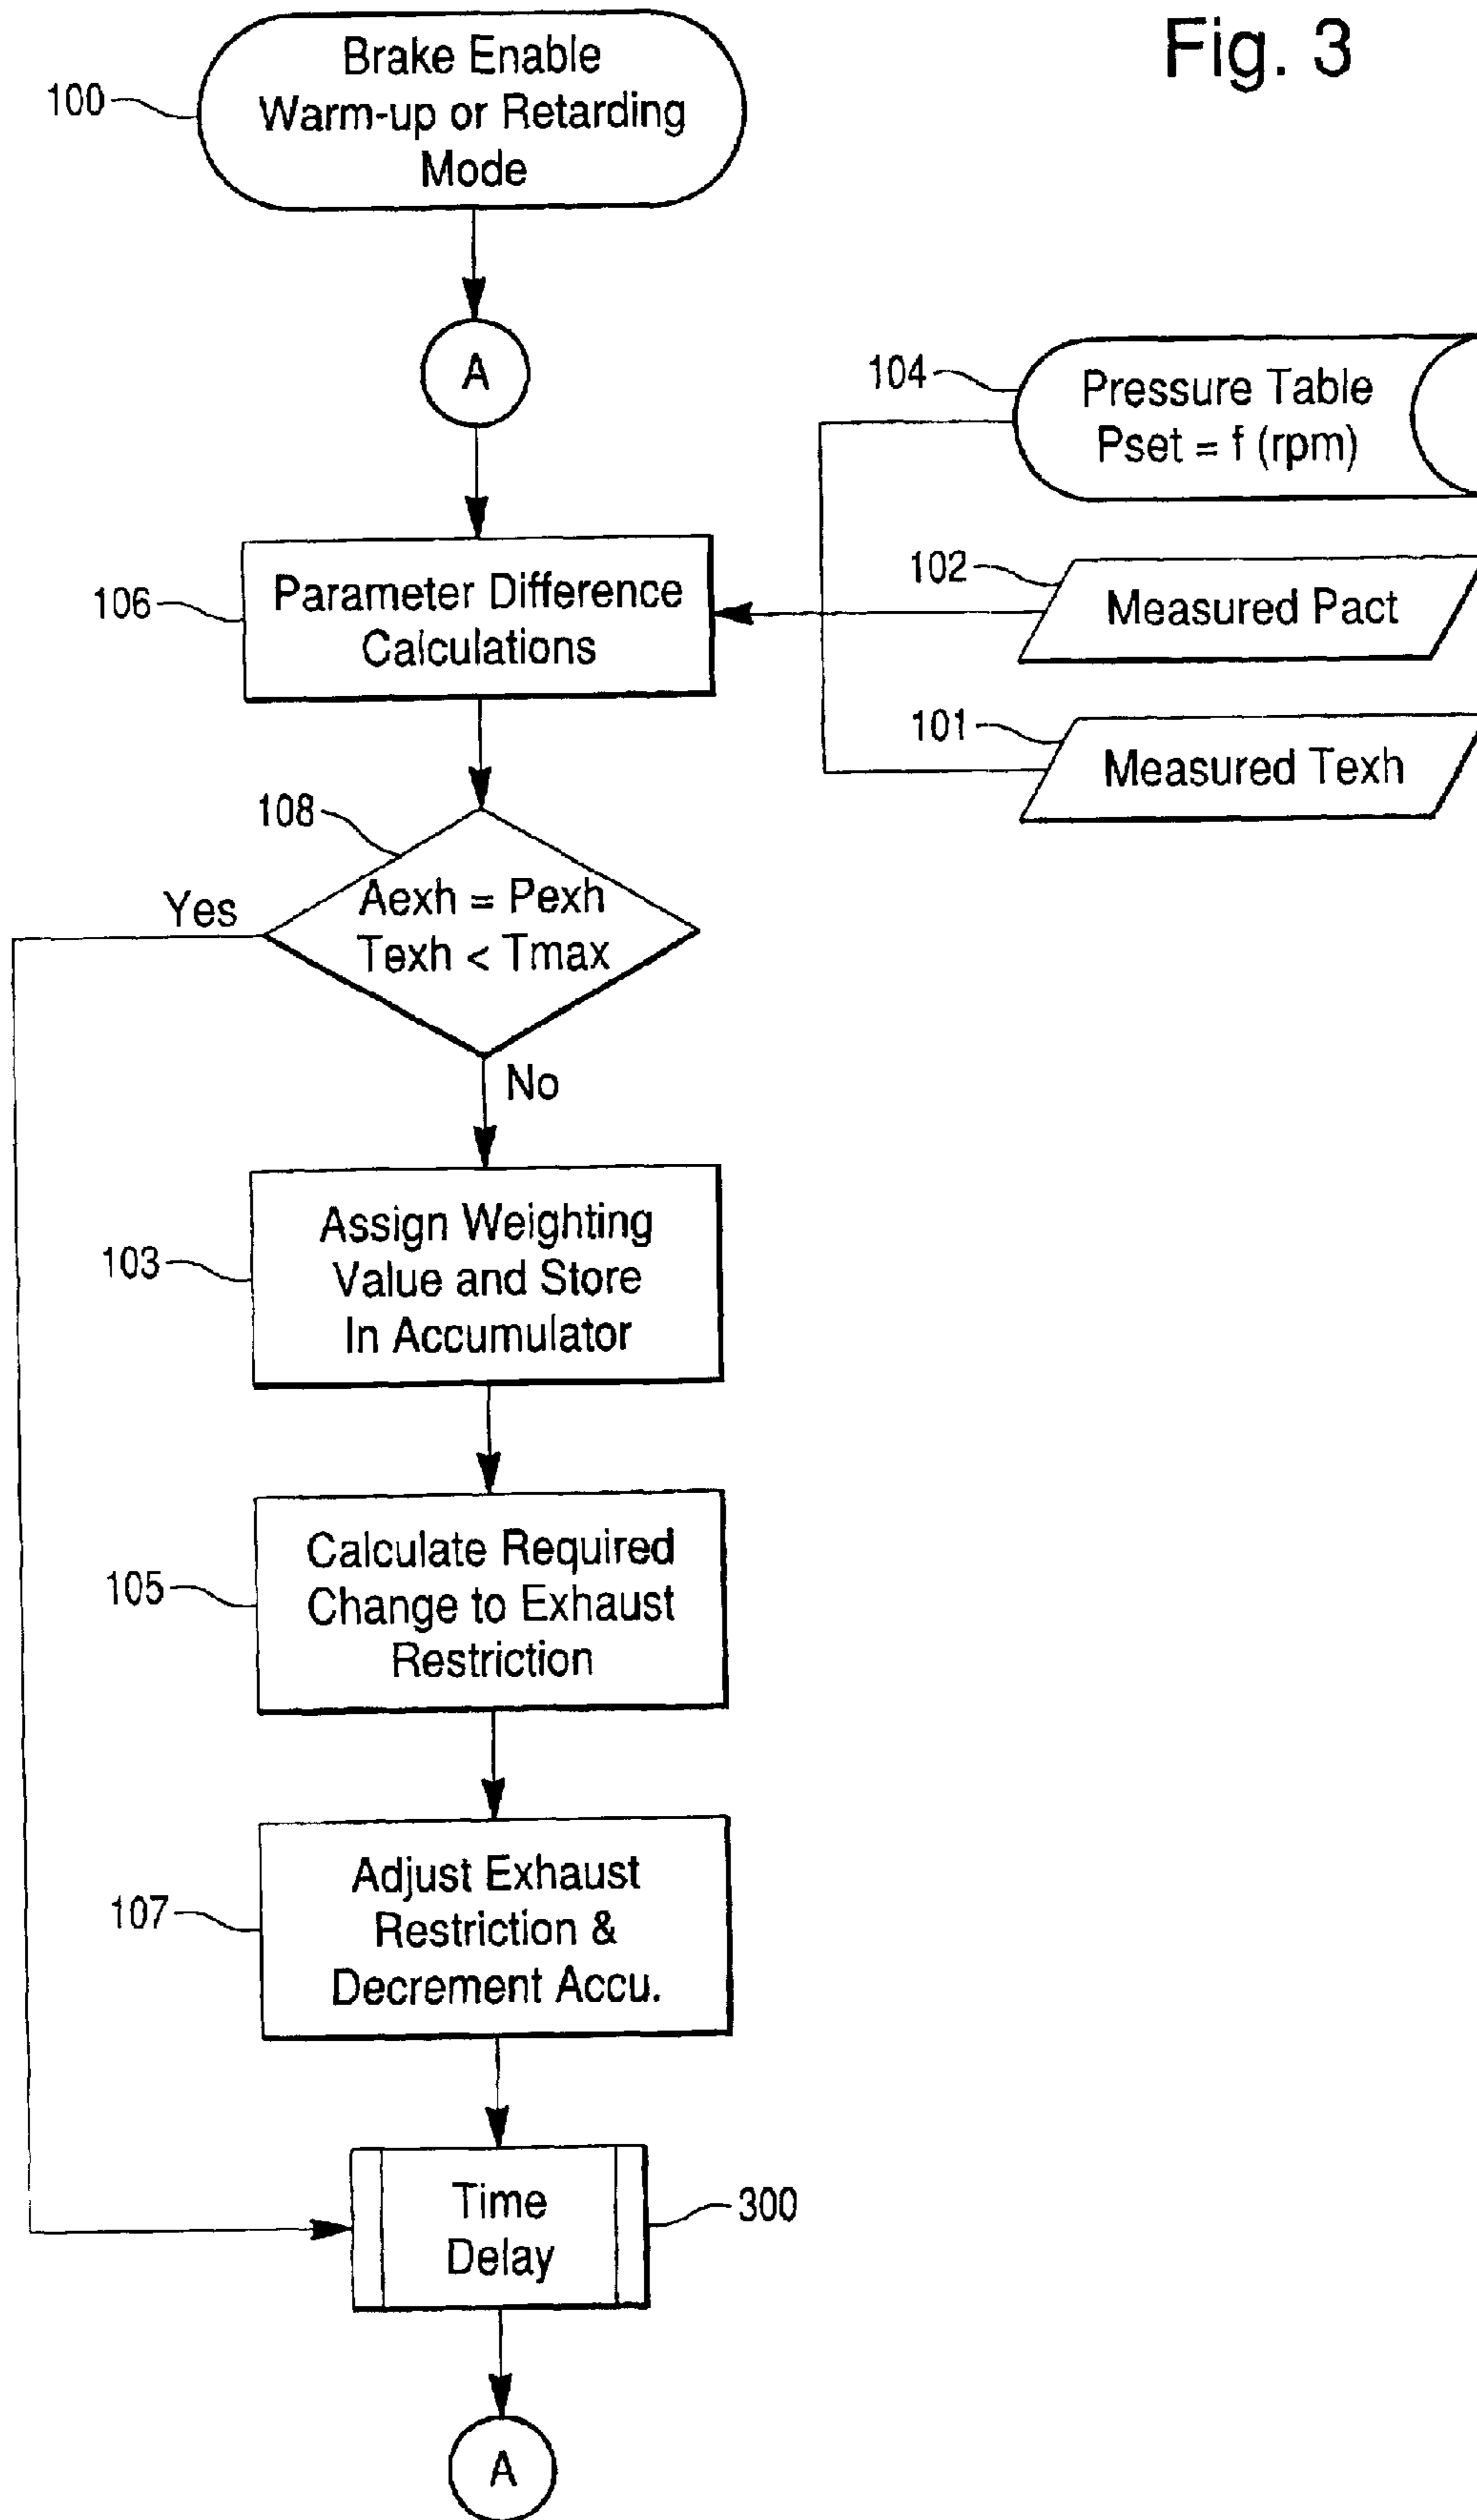 Fig. 3
100
Brake Enable
Warm-up or Retarding
Mode
A
104
Pressure Table
Pset = f (rpm)
102
Measured Pact
101
Measured Texh
106
Parameter Difference
Calculations
108
Aexh = Pexh
Texh < Tmax
Yes
No
103
Assign Weighting
Value and Store
In Accumulator
105
Calculate Required
Change to Exhaust
Restriction
107
Adjust Exhaust
Restriction &
Decrement Accu.
Time
Delay
300
A